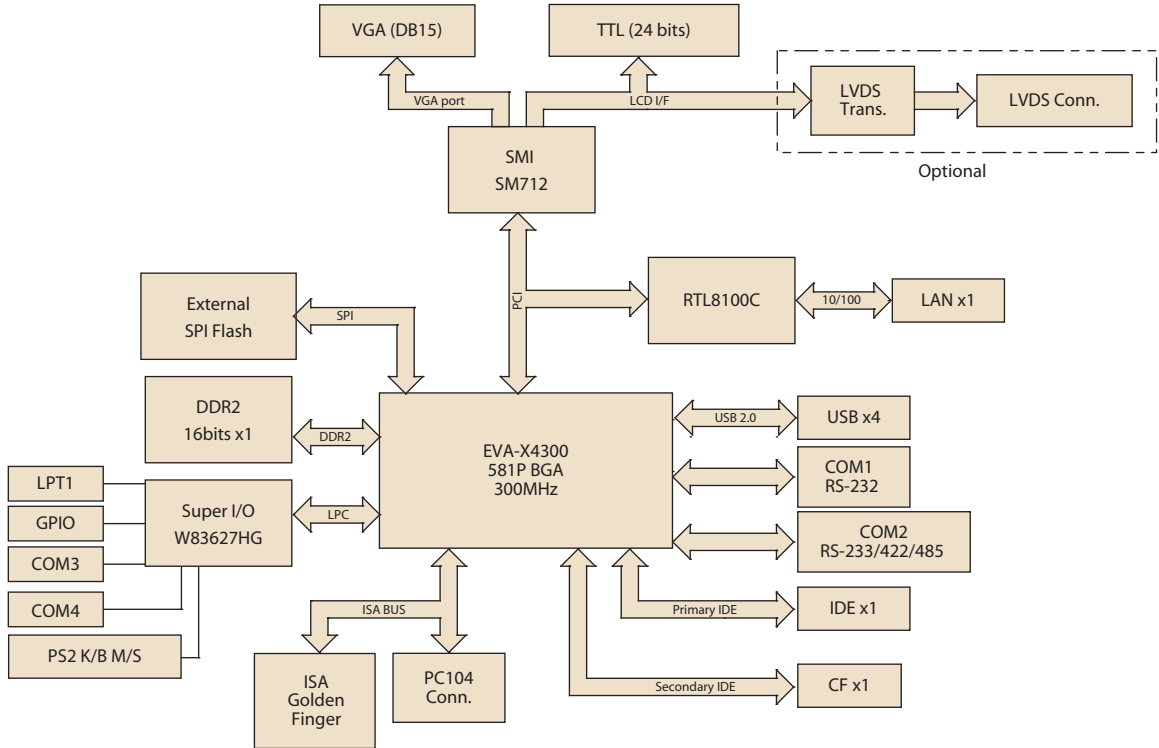 VGA (DB15)
TTL (24 bits)
LVDS
Trans.
LVDS Conn.
VGA port
LCD I/F
Optional
SMI
SM712
External
SPI Flash
SPI
PCI
RTL8100C
10/100
LAN x1
DDR2
16bits x1
DDR2
EVA-X4300
581P BGA
300MHz
USB 2.0
USB x4
COM1
RS-232
LPT1
GPIO
COM3
COM4
PS2 K/B M/S
Super I/O
W83627HG
LPC
COM2
RS-233/422/485
ISA BUS
Primary IDE
IDE x1
ISA
Golden
Finger
PC104
Conn.
Secondary IDE
CF x1